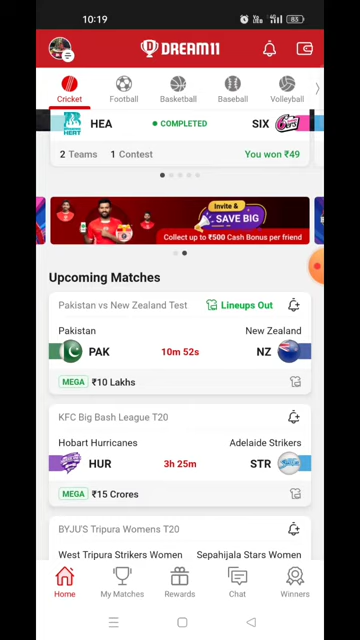 10:19
83
DREAM11
Cricket
Football
Basketball
Baseball
Volleyball
HERT
HEA
COMPLETED
SIX
2 Teams
1 Contest
You won ₹49
Invite &
SAVE BIG
Collect up to ₹500 Cash Bonus per friend
Upcoming Matches
Pakistan vs New Zealand Test
Lineups Out
Pakistan
New Zealand
PAK
10m 52s
NZ
MEGA ₹10 Lakhs
KFC Big Bash League T20
Hobart Hurricanes
Adelaide Strikers
HUR
3h 25m
STR
MEGA ₹15 Crores
BYJU'S Tripura Womens T20
West Tripura Strikers Women
Sepahijala Stars Women
Home
My Matches
Rewards
Chat
Winners